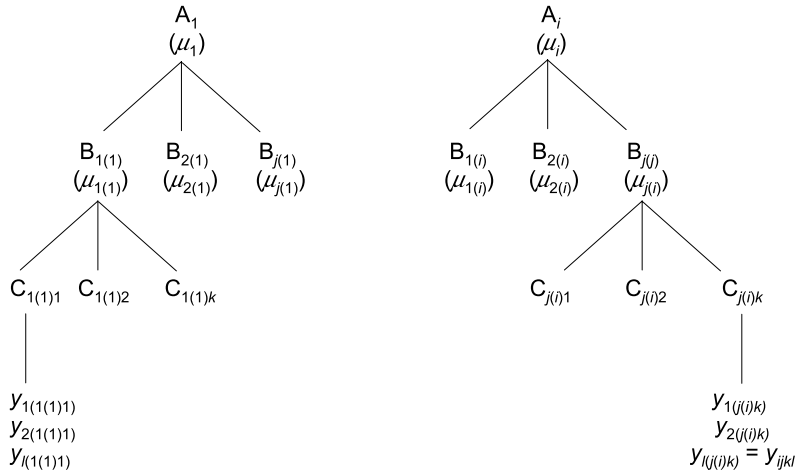 A₁ Aᵢ
(μ₁) (μᵢ)
B₁₍₁₎ B₂₍₁₎ Bⱼ₍₁₎ B₁₍ᵢ₎ B₂₍ᵢ₎ Bⱼ₍ⱼ₎
(μ₁₍₁₎) (μ₂₍₁₎) (μⱼ₍₁₎) (μ₁₍ᵢ₎) (μ₂₍ᵢ₎) (μⱼ₍ᵢ₎)
C₁₍₁₎₁ C₁₍₁₎₂ C₁₍₁₎ₖ Cⱼ₍ᵢ₎₁ Cⱼ₍ᵢ₎₂ Cⱼ₍ᵢ₎ₖ
y₁₍₁₍₁₎₁₎ y₁₍ⱼ₍ᵢ₎ₖ₎
y₂₍₁₍₁₎₁₎ y₂₍ⱼ₍ᵢ₎ₖ₎
yₗ₍₁₍₁₎₁₎ yₗ₍ⱼ₍ᵢ₎ₖ₎ = yᵢⱼₖₗ